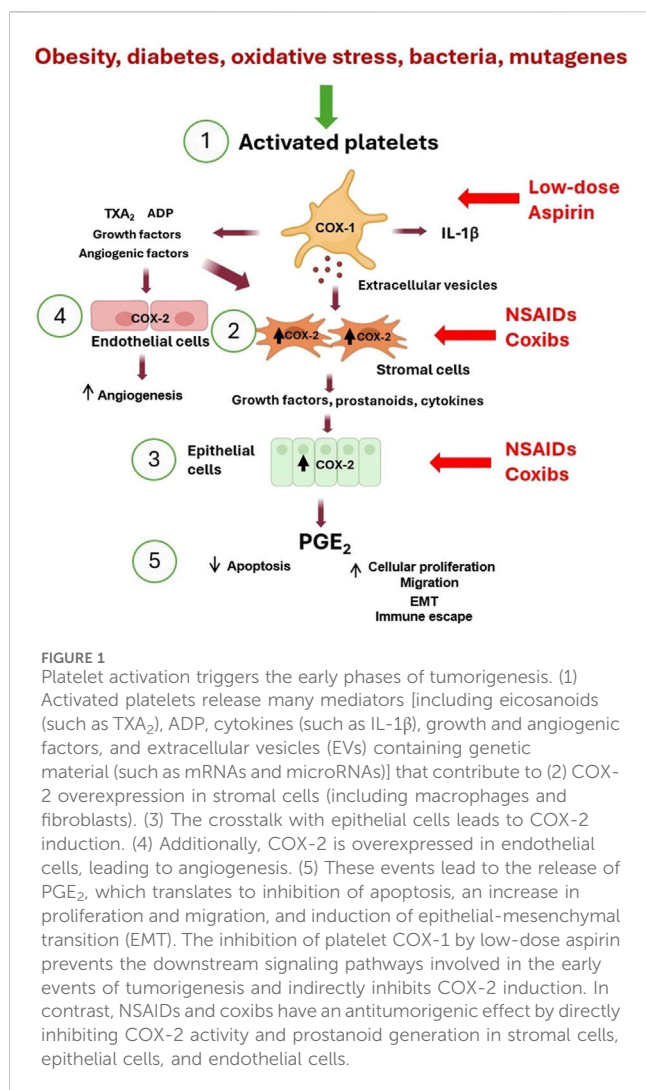 Obesity, diabetes, oxidative stress, bacteria, mutagenes
1 Activated platelets
Low-dose
Aspirin
TXA₂ ADP
Growth factors
Angiogenic factors
COX-1
IL-1β
Extracellular vesicles
4
COX-2
Endothelial cells
2
COX-2
COX-2
NSAIDs
Coxibs
Stromal cells
↑ Angiogenesis
Growth factors, prostanoids, cytokines
3
Epithelial
cells
COX-2
NSAIDs
Coxibs
PGE₂
5
↓ Apoptosis
↑ Cellular proliferation
Migration
EMT
Immune escape
FIGURE 1
Platelet activation triggers the early phases of tumorigenesis. (1)
Activated platelets release many mediators [including eicosanoids
(such as TXA₂), ADP, cytokines (such as IL-1β), growth and angiogenic
factors, and extracellular vesicles (EVs) containing genetic
material (such as mRNAs and microRNAs)] that contribute to (2) COX-
2 overexpression in stromal cells (including macrophages and
fibroblasts). (3) The crosstalk with epithelial cells leads to COX-2
induction. (4) Additionally, COX-2 is overexpressed in endothelial
cells, leading to angiogenesis. (5) These events lead to the release of
PGE₂, which translates to inhibition of apoptosis, an increase in
proliferation and migration, and induction of epithelial-mesenchymal
transition (EMT). The inhibition of platelet COX-1 by low-dose aspirin
prevents the downstream signaling pathways involved in the early
events of tumorigenesis and indirectly inhibits COX-2 induction. In
contrast, NSAIDs and coxibs have an antitumorigenic effect by directly
inhibiting COX-2 activity and prostanoid generation in stromal cells,
epithelial cells, and endothelial cells.